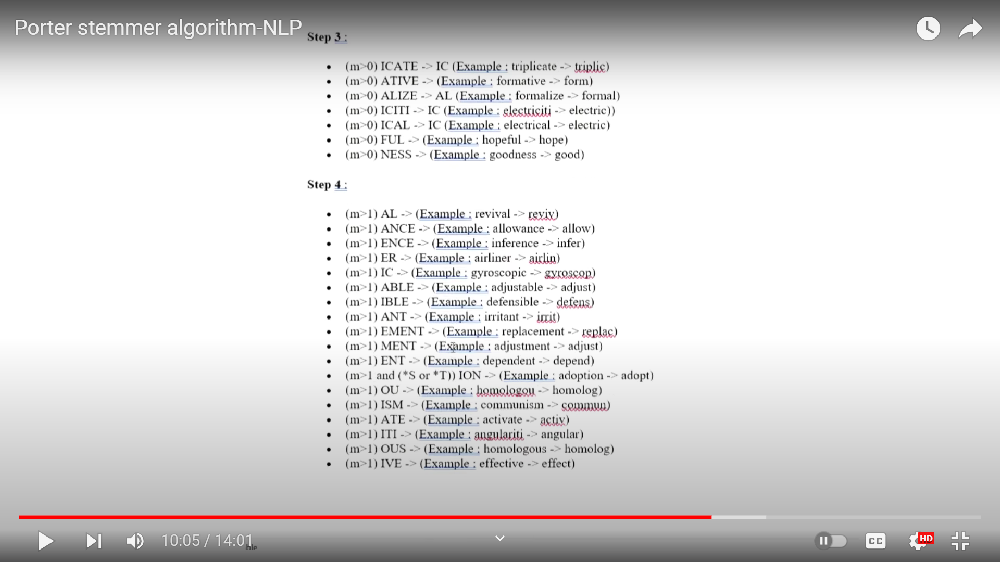 Porter stemmer algorithm-NLP
Step 3 :
• (m>0) ICATE -> IC (Example : triplicate -> triplic)
• (m>0) ATIVE -> (Example : formative -> form)
• (m>0) ALIZE -> AL (Example : formalize -> formal)
• (m>0) ICITI -> IC (Example : electriciti -> electric))
• (m>0) ICAL -> IC (Example : electrical -> electric)
• (m>0) FUL -> (Example : hopeful -> hope)
• (m>0) NESS -> (Example : goodness -> good)
Step 4 :
• (m>1) AL -> (Example : revival -> reviv)
• (m>1) ANCE -> (Example : allowance -> allow)
• (m>1) ENCE -> (Example : inference -> infer)
• (m>1) ER -> (Example : airliner -> airlin)
• (m>1) IC -> (Example : gyroscopic -> gyroscop)
• (m>1) ABLE -> (Example : adjustable -> adjust)
• (m>1) IBLE -> (Example : defensible -> defens)
• (m>1) ANT -> (Example : irritant -> irrit)
• (m>1) EMENT -> (Example : replacement -> replac)
• (m>1) MENT -> (Example : adjustment -> adjust)
• (m>1) ENT -> (Example : dependent -> depend)
• (m>1 and (*S or *T)) ION -> (Example : adoption -> adopt)
• (m>1) OU -> (Example : homologou -> homolog)
• (m>1) ISM -> (Example : communism -> commun)
• (m>1) ATE -> (Example : activate -> activ)
• (m>1) ITI -> (Example : angulariti -> angular)
• (m>1) OUS -> (Example : homologous -> homolog)
• (m>1) IVE -> (Example : effective -> effect)
10:05 / 14:01
ble
CC
HD